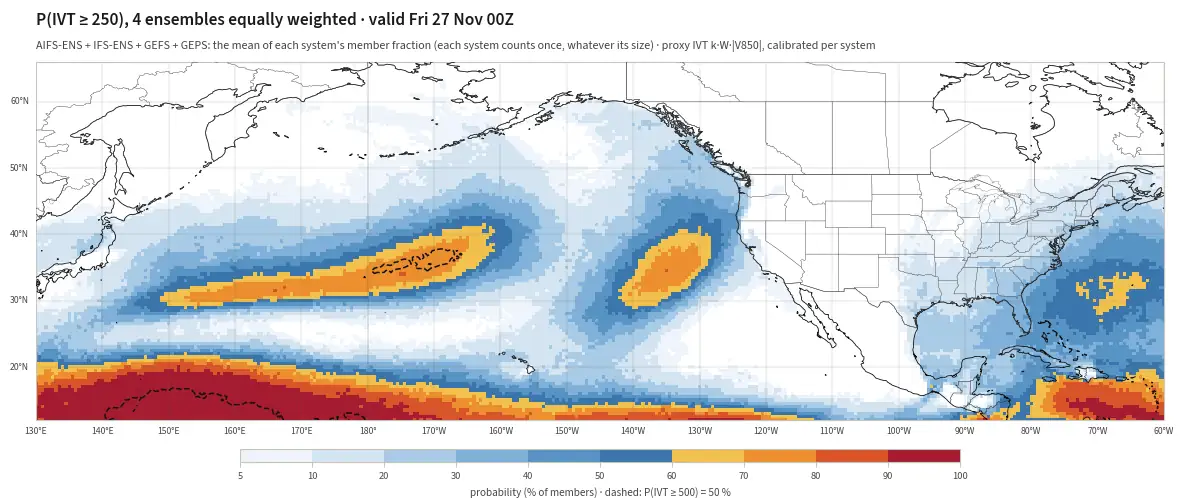 P(IVT ≥ 250), 4 ensembles equally weighted · valid Fri 27 Nov 00Z
AIFS-ENS + IFS-ENS + GEFS + GEPS: the mean of each system's member fraction (each system counts once, whatever its size) · proxy IVT k·W·|V850|, calibrated per system
60°N
50°N
40°N
30°N
20°N
130°E 140°E 150°E 160°E 170°E 180° 170°W 160°W 150°W 140°W 130°W 120°W 110°W 100°W 90°W 80°W 70°W 60°W
5 10 20 30 40 50 60 70 80 90 100
probability (% of members) · dashed: P(IVT ≥ 500) = 50 %